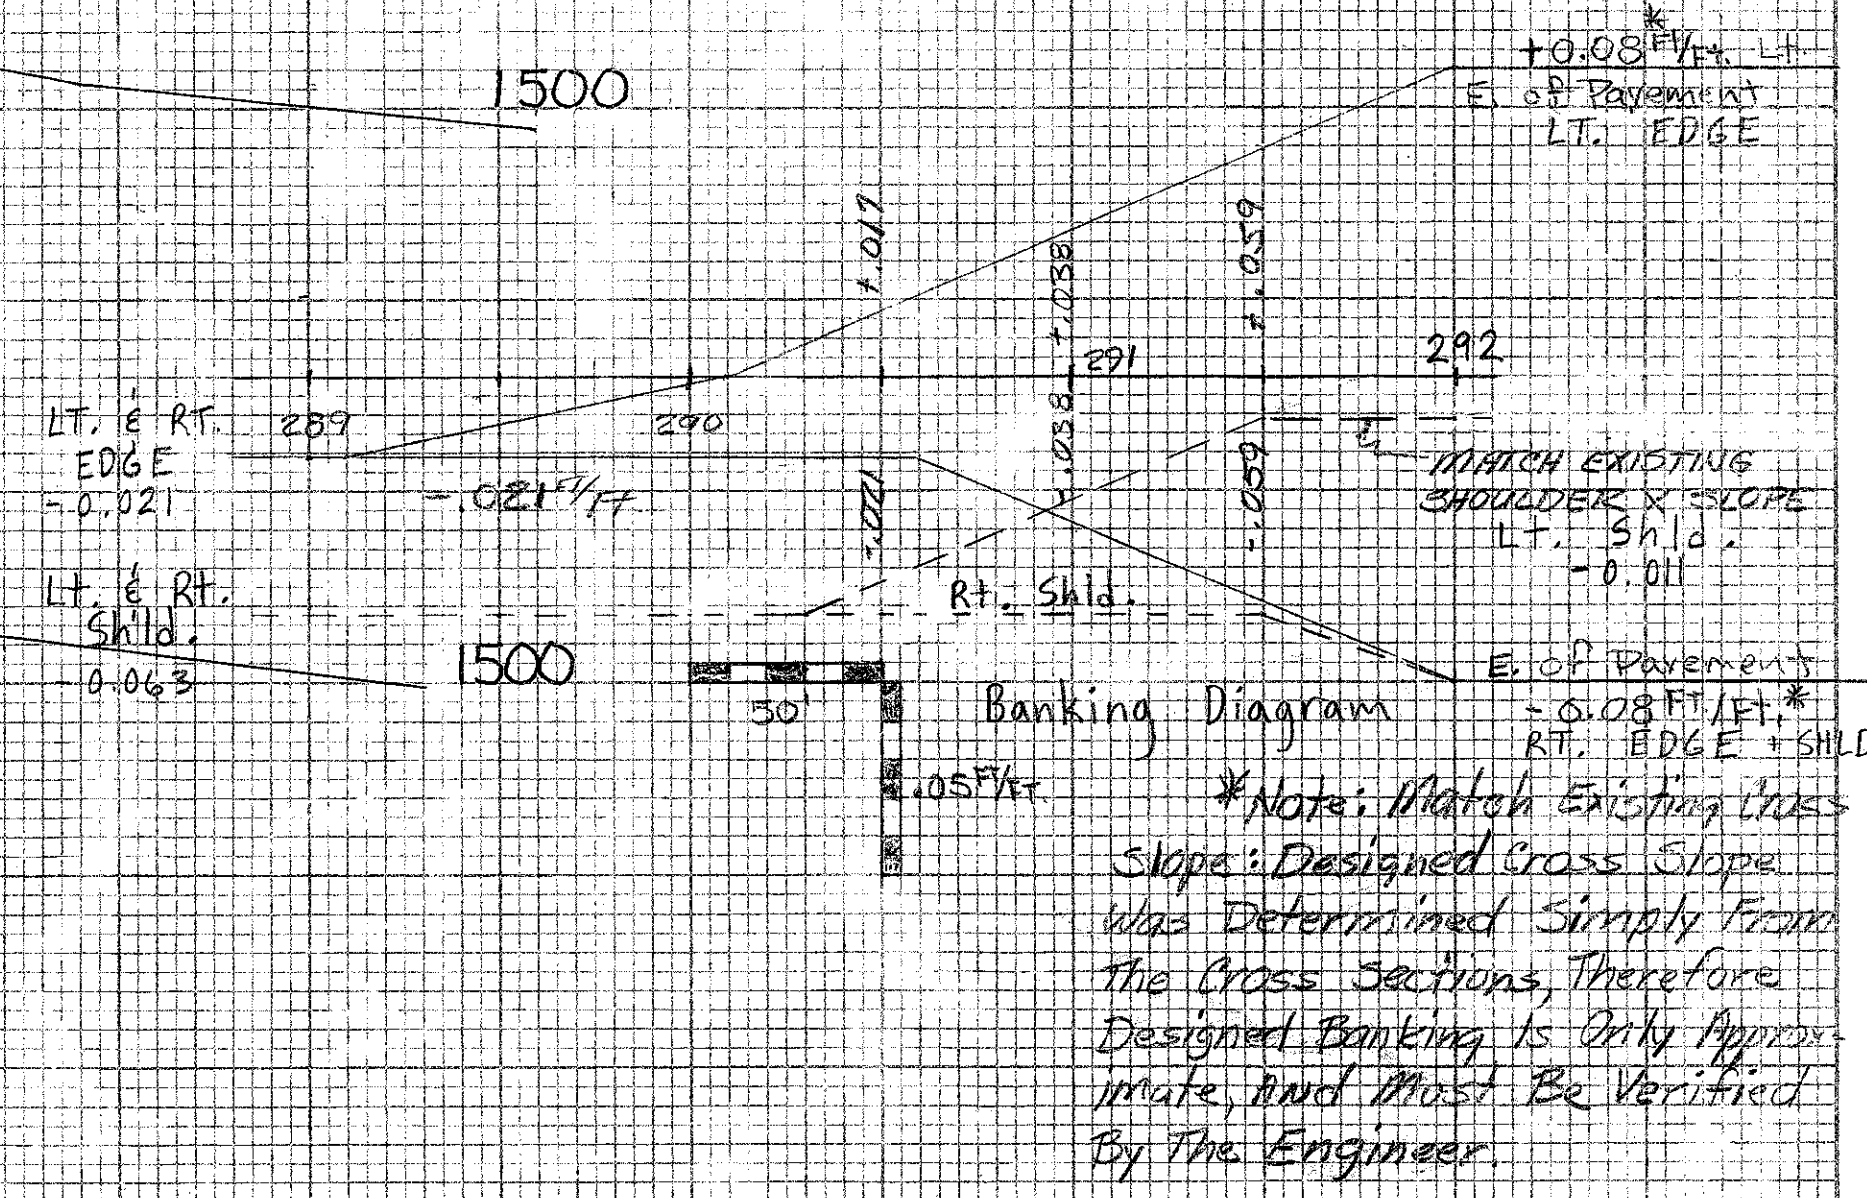 1500
+0.08 Ft/Ft. Lt *
E. of Pavement
LT. EDGE
+.017
+.038
+.059
289
290
291
292
LT. & RT.
EDGE
-0.021
-.021 FT/FT
-.021
-.038
-.059
MATCH EXISTING
SHOULDER X SLOPE
Lt. Shld.
-0.011
Lt. & Rt.
Shld.
-0.063
Rt. Shld.
1500
50'
.05 FT/FT.
Banking Diagram
E. of Pavement
-0.08 FT/Ft.*
RT. EDGE + SHLD
*Note: Match Existing Cross
Slope: Designed Cross Slope
Was Determined Simply From
The Cross Sections, Therefore
Designed Banking Is Only Approx-
imate, And Must Be Verified
By The Engineer.